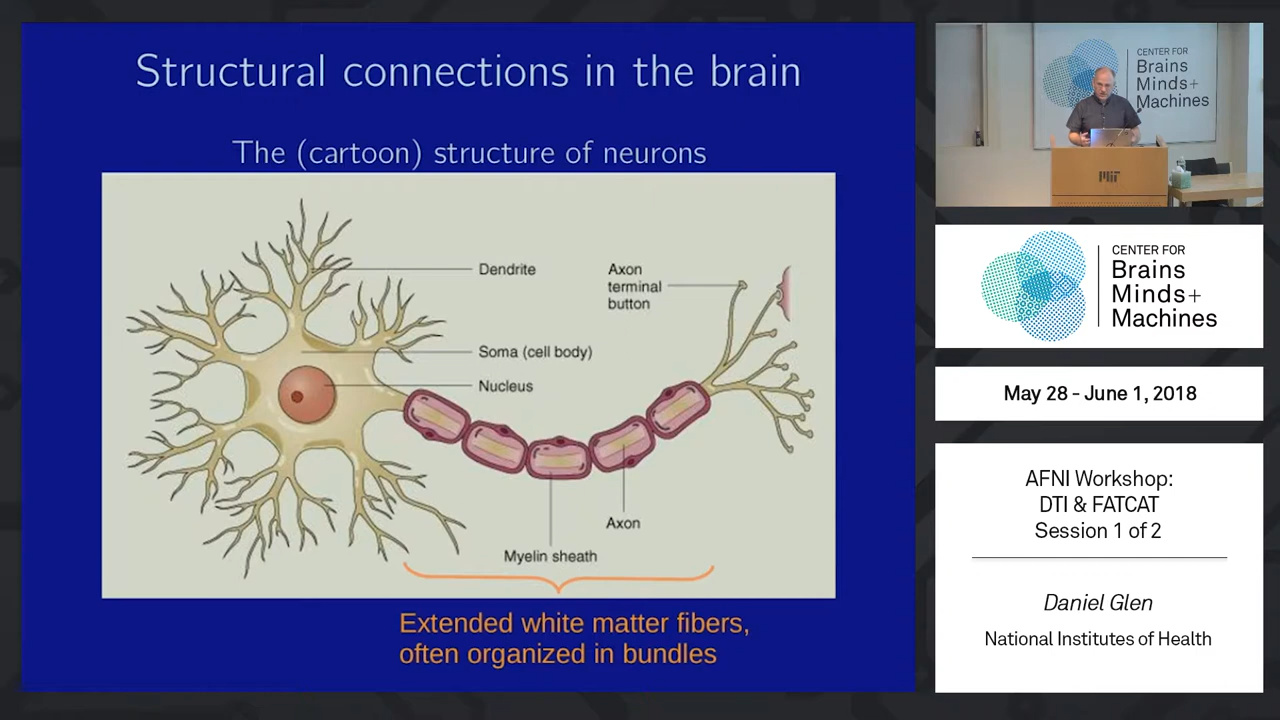 Structural connections in the brain
The (cartoon) structure of neurons
Dendrite
Axon
terminal
button
Soma (cell body)
Nucleus
Axon
Myelin sheath
Extended white matter fibers,
often organized in bundles
CENTER FOR
Brains
Minds+
Machines
MIT
CENTER FOR
Brains
Minds+
Machines
May 28 - June 1, 2018
AFNI Workshop:
DTI & FATCAT
Session 1 of 2
Daniel Glen
National Institutes of Health